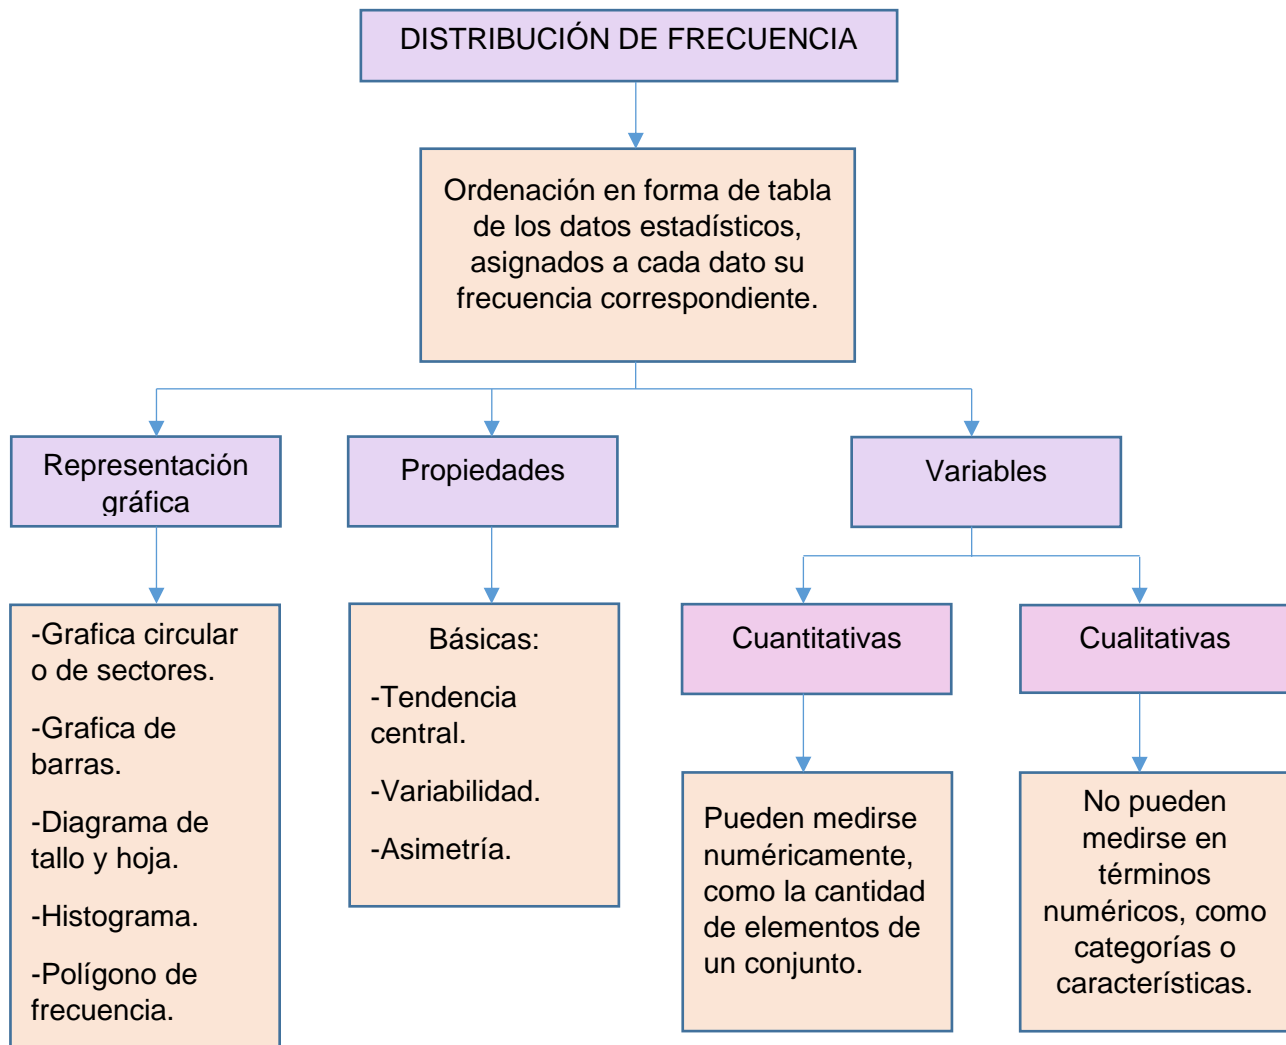 DISTRIBUCIÓN DE FRECUENCIA
Ordenación en forma de tabla
de los datos estadísticos,
asignados a cada dato su
frecuencia correspondiente.
Representación
gráfica
Propiedades
Variables
-Grafica circular
o de sectores.
-Grafica de
barras.
-Diagrama de
tallo y hoja.
-Histograma.
-Polígono de
frecuencia.
Básicas:
-Tendencia
central.
-Variabilidad.
-Asimetría.
Cuantitativas
Cualitativas
Pueden medirse
numéricamente,
como la cantidad
de elementos de
un conjunto.
No pueden
medirse en
términos
numéricos, como
categorías o
características.